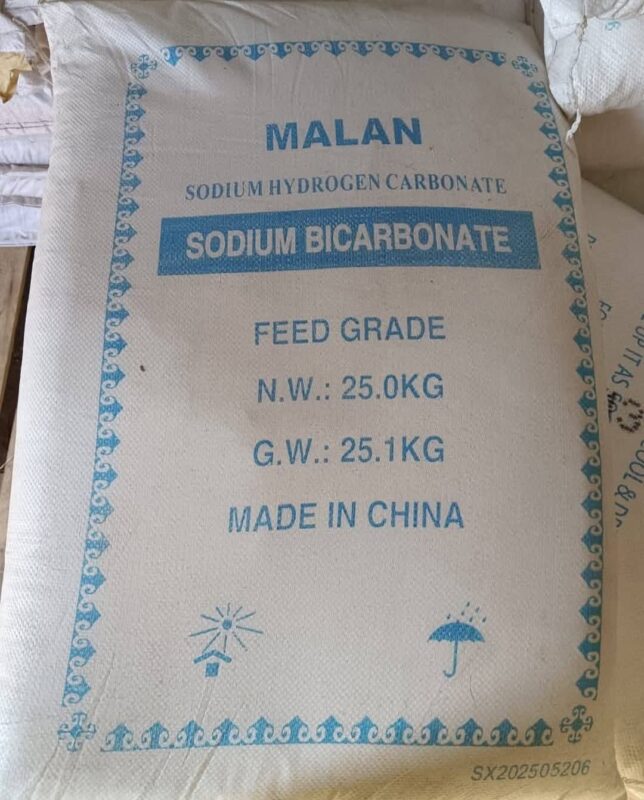 MALAN
SODIUM HYDROGEN CARBONATE
SODIUM BICARBONATE
FEED GRADE
N.W.: 25.0KG
G.W.: 25.1KG
MADE IN CHINA
SX202505206